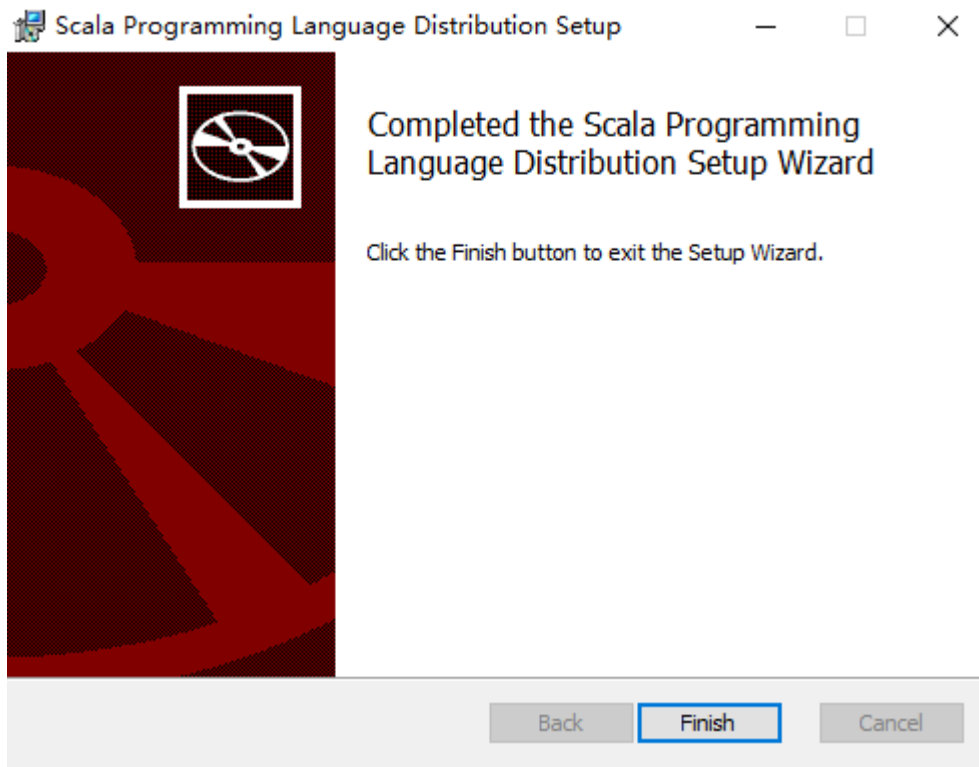 Scala Programming Language Distribution Setup
Completed the Scala Programming
Language Distribution Setup Wizard
Click the Finish button to exit the Setup Wizard.
Back Finish Cancel